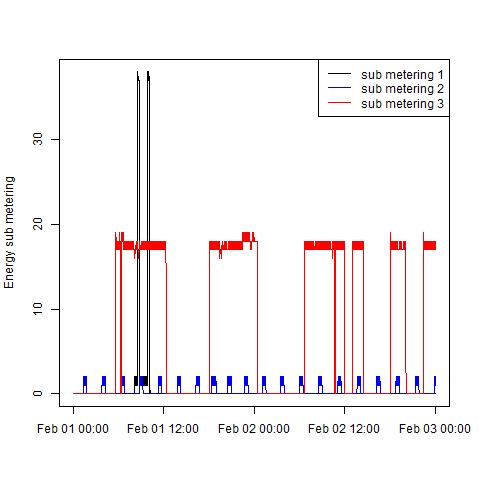 sub metering 1
sub metering 2
sub metering 3
Energy sub metering
30
20
10
0
Feb 01 00:00 Feb 01 12:00 Feb 02 00:00 Feb 02 12:00 Feb 03 00:00